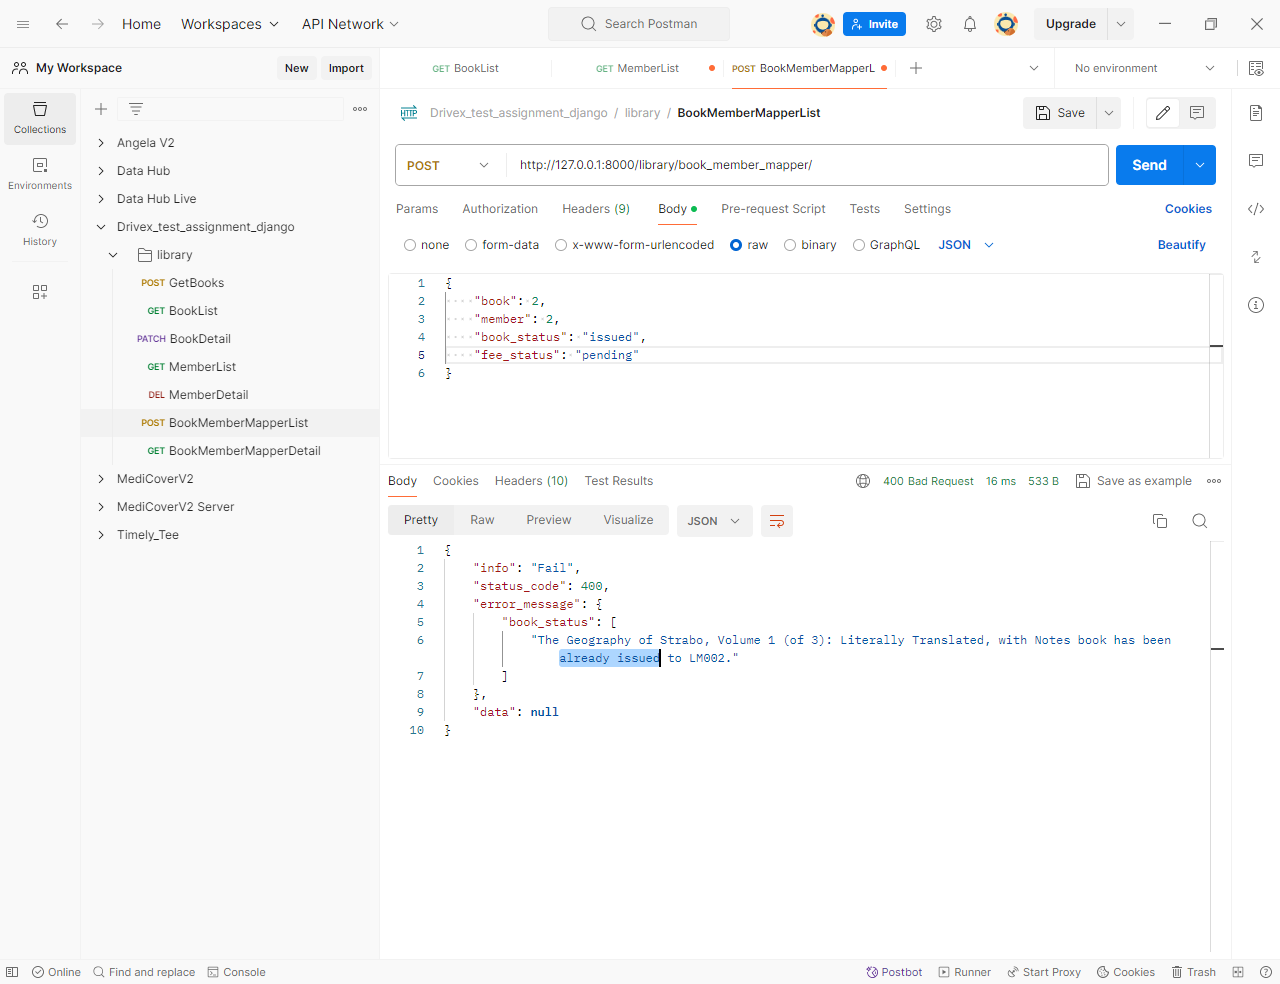 Home
Workspaces
API Network
Search Postman
Invite
Upgrade
My Workspace
New
Import
GET BookList
GET MemberList
POST BookMemberMapperL
No environment
Collections
Environments
History
Angela V2
Data Hub
Data Hub Live
Drivex_test_assignment_django
library
POST GetBooks
GET BookList
PATCH BookDetail
GET MemberList
DEL MemberDetail
POST BookMemberMapperList
GET BookMemberMapperDetail
MediCoverV2
MediCoverV2 Server
Timely_Tee
HTTP Drivex_test_assignment_django / library / BookMemberMapperList
Save
POST
http://127.0.0.1:8000/library/book_member_mapper/
Send
Params Authorization Headers (9) Body Pre-request Script Tests Settings Cookies
none form-data x-www-form-urlencoded raw binary GraphQL JSON Beautify
1 {
2 "book": 2,
3 "member": 2,
4 "book_status": "issued",
5 "fee_status": "pending"
6 }
Body Cookies Headers (10) Test Results
400 Bad Request 16 ms 533 B Save as example
Pretty Raw Preview Visualize JSON
1 {
2 "info": "Fail",
3 "status_code": 400,
4 "error_message": {
5 "book_status": [
6 "The Geography of Strabo, Volume 1 (of 3): Literally Translated, with Notes book has been
already issued to LM002."
7 ]
8 },
9 "data": null
10 }
Online Find and replace Console
Postbot Runner Start Proxy Cookies Trash